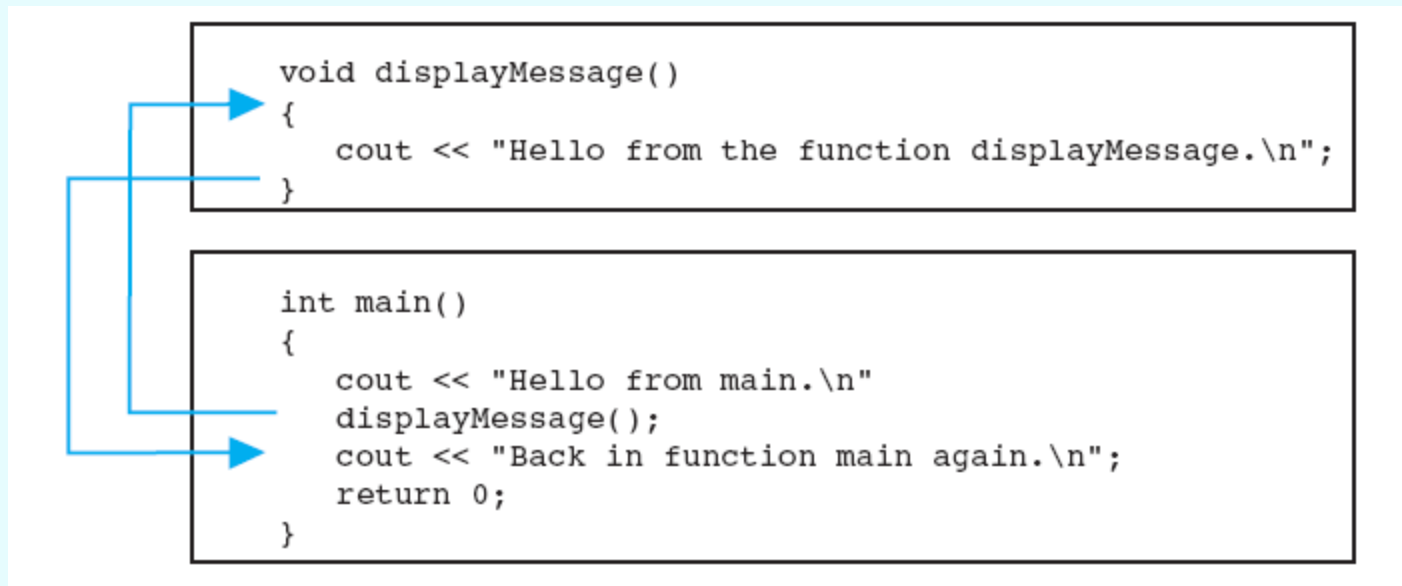 void displayMessage()
{
   cout << "Hello from the function displayMessage.\n";
}
int main()
{
   cout << "Hello from main.\n"
   displayMessage();
   cout << "Back in function main again.\n";
   return 0;
}